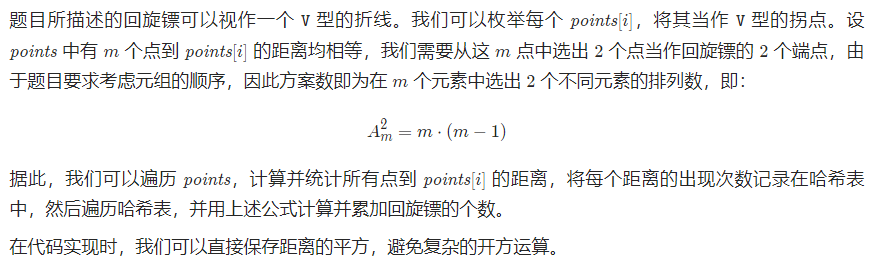 题目所描述的回旋镖可以视作一个 V 型的折线。我们可以枚举每个 points[i]，将其当作 V 型的拐点。设
points 中有 m 个点到 points[i] 的距离均相等，我们需要从这 m 点中选出 2 个点当作回旋镖的 2 个端点，由
于题目要求考虑元组的顺序，因此方案数即为在 m 个元素中选出 2 个不同元素的排列数，即：
A_m^2 = m · (m − 1)
据此，我们可以遍历 points，计算并统计所有点到 points[i] 的距离，将每个距离的出现次数记录在哈希表
中，然后遍历哈希表，并用上述公式计算并累加回旋镖的个数。
在代码实现时，我们可以直接保存距离的平方，避免复杂的开方运算。